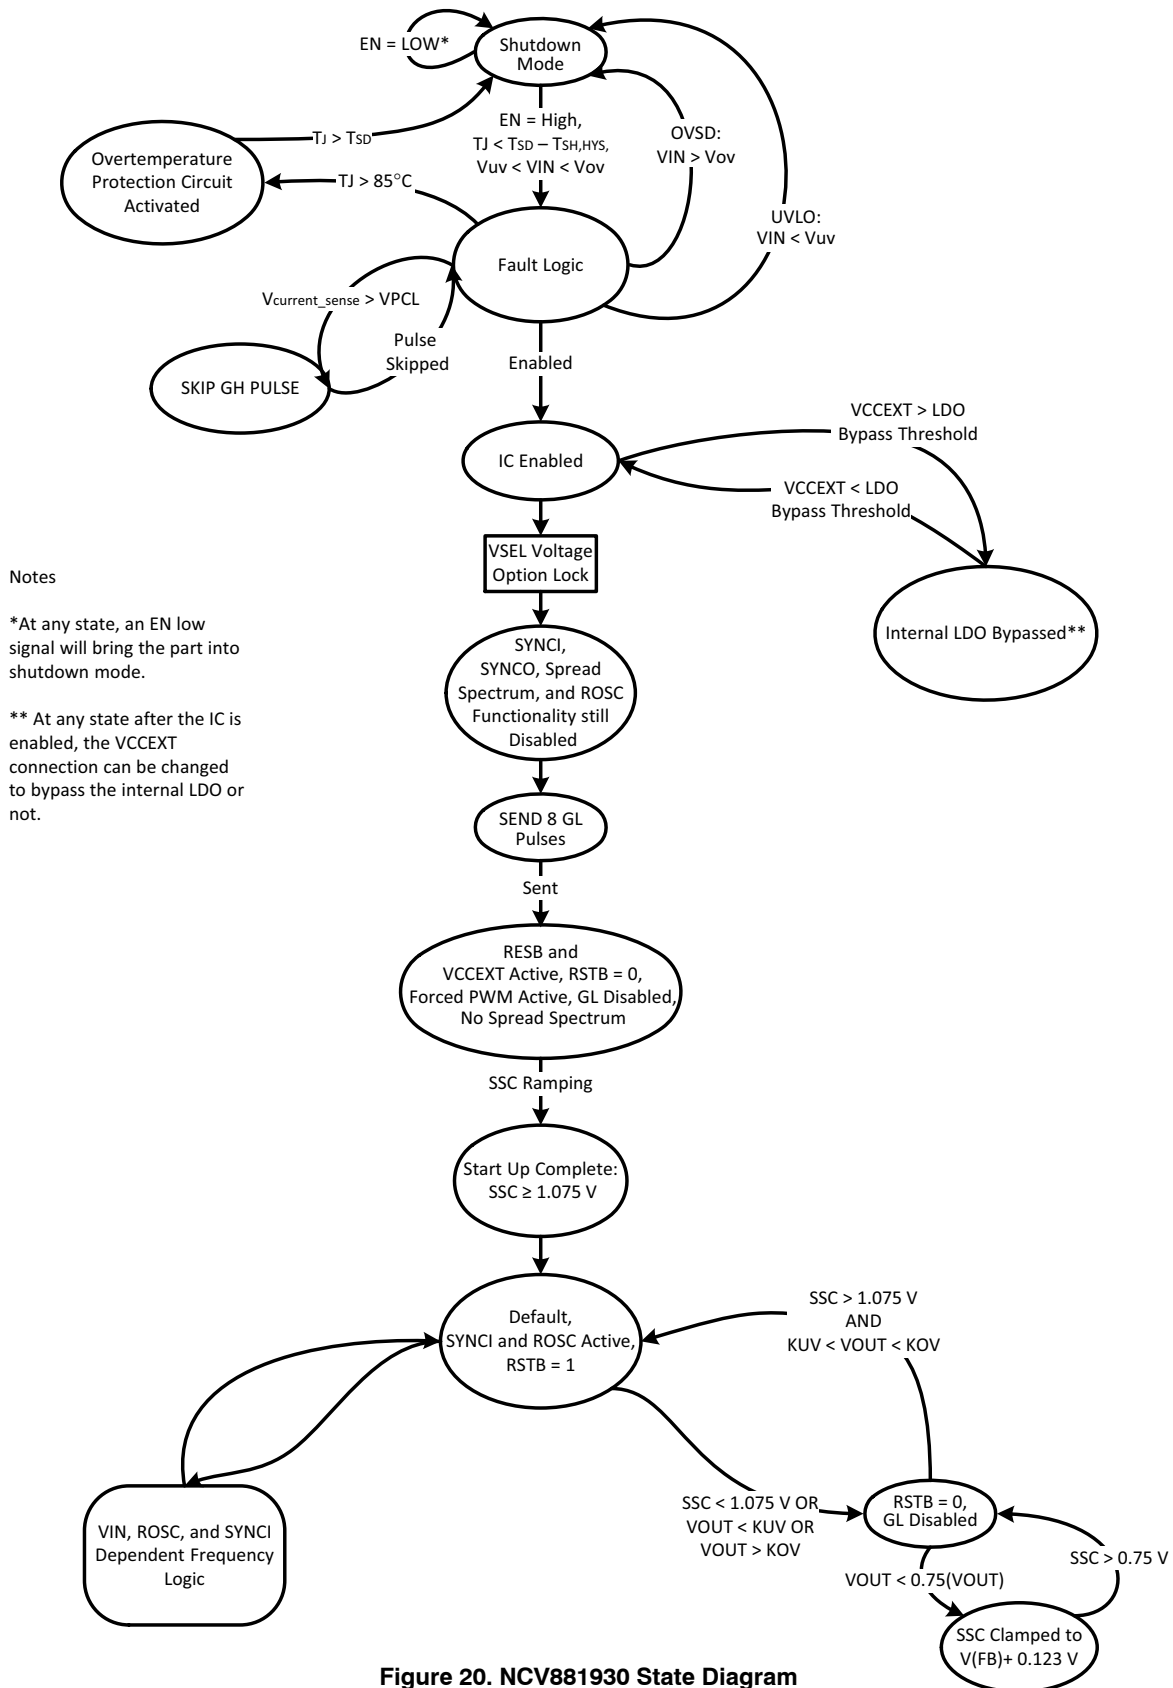 EN = LOW*
Shutdown
Mode
EN = High,
TJ < TSD – TSH,HYS,
Vuv < VIN < Vov
OVSD:
VIN > Vov
TJ > TSD
Overtemperature
Protection Circuit
Activated
TJ > 85°C
UVLO:
VIN < Vuv
Fault Logic
Vcurrent_sense > VPCL
Pulse
Skipped
SKIP GH PULSE
Enabled
IC Enabled
VCCEXT > LDO
Bypass Threshold
VCCEXT < LDO
Bypass Threshold
VSEL Voltage
Option Lock
Internal LDO Bypassed**
Notes
*At any state, an EN low
signal will bring the part into
shutdown mode.
** At any state after the IC is
enabled, the VCCEXT
connection can be changed
to bypass the internal LDO or
not.
SYNCI,
SYNCO, Spread
Spectrum, and ROSC
Functionality still
Disabled
SEND 8 GL
Pulses
Sent
RESB and
VCCEXT Active, RSTB = 0,
Forced PWM Active, GL Disabled,
No Spread Spectrum
SSC Ramping
Start Up Complete:
SSC ≥ 1.075 V
Default,
SYNCI and ROSC Active,
RSTB = 1
SSC > 1.075 V
AND
KUV < VOUT < KOV
VIN, ROSC, and SYNCI
Dependent Frequency
Logic
SSC < 1.075 V OR
VOUT < KUV OR
VOUT > KOV
RSTB = 0,
GL Disabled
SSC > 0.75 V
VOUT < 0.75(VOUT)
SSC Clamped to
V(FB)+ 0.123 V
Figure 20. NCV881930 State Diagram